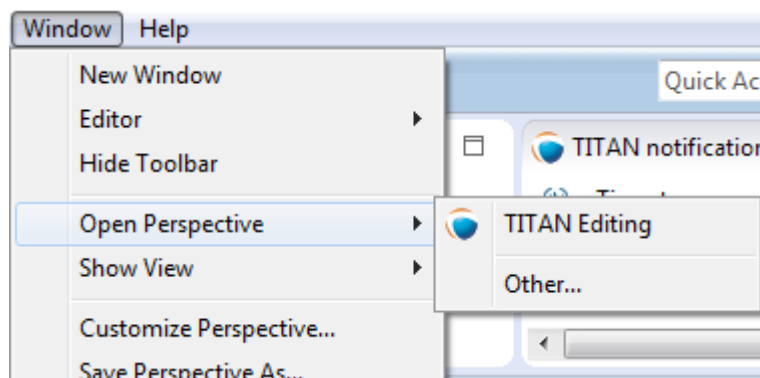 Window Help
New Window
Quick Ac
Editor
Hide Toolbar
TITAN notification
Open Perspective
TITAN Editing
Show View
Other...
Customize Perspective...
Save Perspective As...